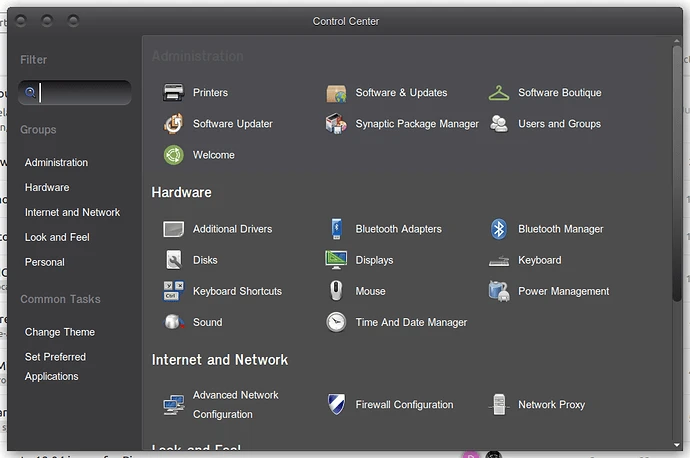 Control Center
Filter
Groups
Administration
Hardware
Internet and Network
Look and Feel
Personal
Common Tasks
Change Theme
Set Preferred
Applications
Administration
Printers
Software & Updates
Software Boutique
Software Updater
Synaptic Package Manager
Users and Groups
Welcome
Hardware
Additional Drivers
Bluetooth Adapters
Bluetooth Manager
Disks
Displays
Keyboard
Keyboard Shortcuts
Mouse
Power Management
Sound
Time And Date Manager
Internet and Network
Advanced Network
Configuration
Firewall Configuration
Network Proxy
Look and Feel